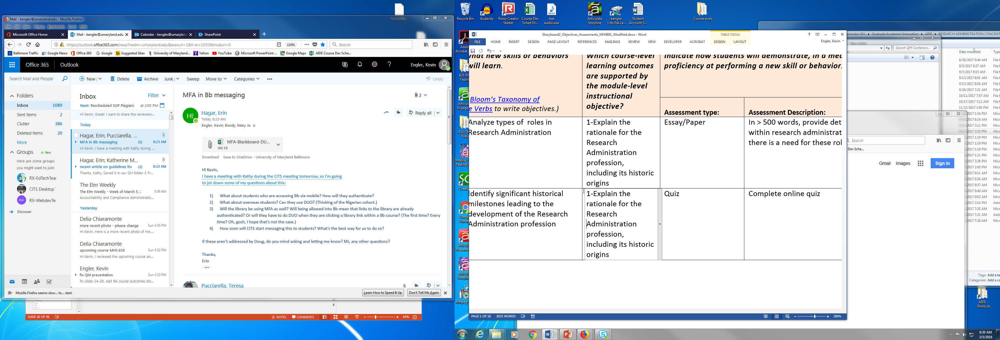 Mail - kengler@umaryland.edu - Mozilla Firefox
File Edit View History Bookmarks Tools Help
Microsoft Office Home
Mail - kengler@umaryland.edu
Calendar - kengler@umaryland
SharePoint
https://outlook.office365.com/owa/?realm=umaryland.edu&exsvurl=1&ll-cc=1033&modurl=0
110%
Search
Baltimore Traffic Google News Office 365 Google Suggested Sites University of Maryland... Yahoo YouTube Microsoft PowerPoint ... Google Maps AIDE Course Dev Sche...
Office 365 Outlook
Engler, Kevin
Search Mail and People
New Delete Archive Junk Sweep Move to Categories Undo
Folders
Inbox 1089
Sent Items 2
Clutter 386
Deleted Items 20
More
Groups New
Here are some groups
you might want to join:
RX-EdTechTear
CITS Desktop
RW RX-WebdevTe
Discover
Inbox Filter
Next: Rescheduled SOP Plagiaris at 2:00 PM
Hi Kevin, Great! I want to share the reviewers...
Today
Hagar, Erin; Pucciarella, ...
MFA in Bb messaging (5) 8:23 AM
Hi Kevin, I have a meeting with Kathy during ...
Hagar, Erin; Katherine M...
recent article on guidelines for (2) 8:10 AM
Thanks, Kathy. Saved it in our GH folder. E Fr...
The Elm Weekly
The Elm Weekly - Week of March 5, 2 5:09 AM
Accountability and Compliance Administratio...
Yesterday
Delia Chiaramonte
more recent photo - please change Sun 5:35 PM
Hi Kevin, Here is a more recent photo of me....
Delia Chiaramonte
upcoming course MHS 619 Sun 5:32 PM
Hi Kevin, I reviewed the upcoming course an...
Engler, Kevin
fix QM presentation Sun 2:23 PM
fix slides 24-26. Add RA course outcomes sto...
MFA in Bb messaging
2
HE
Hagar, Erin
Today, 8:23 AM
Engler, Kevin; Bondy, Mary Jo
Reply all
MFA-Blackboard-DU...
986 KB
Download Save to OneDrive - University of Maryland Baltimore
Hi Kevin,
I have a meeting with Kathy during the CITS meeting tomorrow, so I'm going
to jot down some of my questions about this:
1) What about students who are accessing Bb via mobile? How will they authenticate?
2) What about overseas students? Can they use DUO? (Thinking of the Nigerian cohort.)
3) Will the library be using MFA as well? Will being allowed into Bb mean that links to the library are already
authenticated? Or will they have to do DUO when they are clicking a library link within a Bb course? (The first time? Every
time? Oh, gosh, I hope that's not the case.)
4) How soon will CITS start messaging this to students? What's the best way for us to do so?
If these aren't addressed by Doug, do you mind asking and letting me know? MJ, any other questions?
Thanks,
Erin
Pucciarella, Teresa
Mozilla Firefox seems slow... to... start.
Learn How to Speed It Up
Don't Tell Me Again
SLIDE 26 OF 36
NOTES COMMENTS 64%
Recycle Bin
Audacity
Roxio Creator
Starter
Course Dev
Sched Dr...
test
audio.wav
Articulate
Storyline
kengler
(cits-fs4.ca...
Student
Account S...
Course evals
Storyboard2_Objectives_Assessments_MHS601_Modified.docx - Word
TABLE TOOLS
FILE HOME INSERT DESIGN PAGE LAYOUT REFERENCES MAILINGS REVIEW VIEW DEVELOPER ACROBAT DESIGN LAYOUT
Engler, Kevin
what new skills or behaviors
will learn.
Bloom's Taxonomy of
e Verbs to write objectives.)
Which course-level
learning outcomes
are supported by
the module-level
instructional
objective?
Indicate how students will demonstrate, in a mea
proficiency at performing a new skill or behavior.
Assessment type:
Assessment Description:
Analyze types of roles in
Research Administration
1-Explain the
rationale for the
Research
Administration
profession,
including its historic
origins
Essay/Paper
In > 500 words, provide det
within research administrat
there is a need for these rol
Identify significant historical
milestones leading to the
development of the Research
Administration profession
1-Explain the
rationale for the
Research
Administration
profession,
including its historic
origins
Quiz
Complete online quiz
PAGE 1 OF 18 2023 WORDS 200%
Graduate Academic Innovation AIDE RESEARCH ADMINISTRATION CONCENT
Search QM Conferenc...
Date modified Type
8/30/2017 9:40 AM File f
9/5/2017 8:57 AM File f
9/5/2017 9:15 AM File f
9/13/2017 8:01 AM File f
9/13/2017 8:04 AM File f
9/26/2017 7:21 AM File f
10/11/2017 7:57 AM File f
10/17/2017 7:12 AM File f
11/22/2017 1:00 PM File f
Search
Dev Sche...
Gmail Images Sign in
Tags: Add a ta
Categories: Add a ca
AIDE -
Shortcut
8:30 AM
3/5/2018